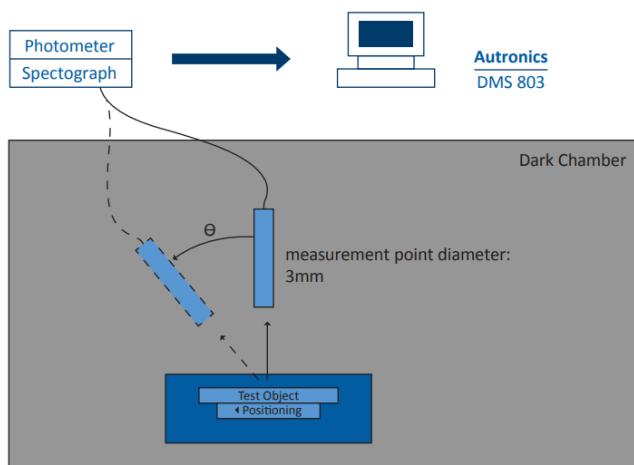 Photometer
Spectograph
Autronics
DMS 803
Dark Chamber
Θ
measurement point diameter:
3mm
Test Object
Positioning